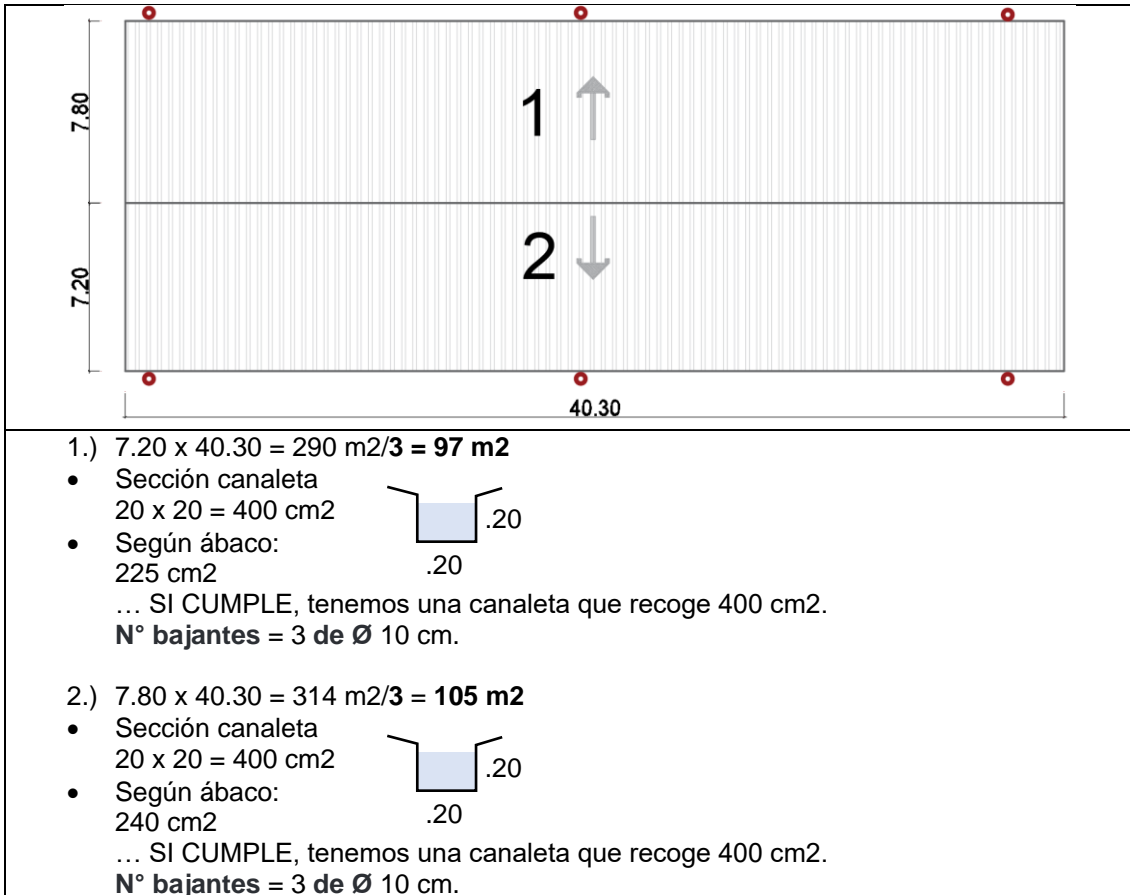 7.80
1
7.20
2
40.30
1.) 7.20 x 40.30 = 290 m2/3 = 97 m2
• Sección canaleta
20 x 20 = 400 cm2
.20
.20
• Según ábaco:
225 cm2
… SI CUMPLE, tenemos una canaleta que recoge 400 cm2.
N° bajantes = 3 de Ø 10 cm.
2.) 7.80 x 40.30 = 314 m2/3 = 105 m2
• Sección canaleta
20 x 20 = 400 cm2
.20
.20
• Según ábaco:
240 cm2
… SI CUMPLE, tenemos una canaleta que recoge 400 cm2.
N° bajantes = 3 de Ø 10 cm.